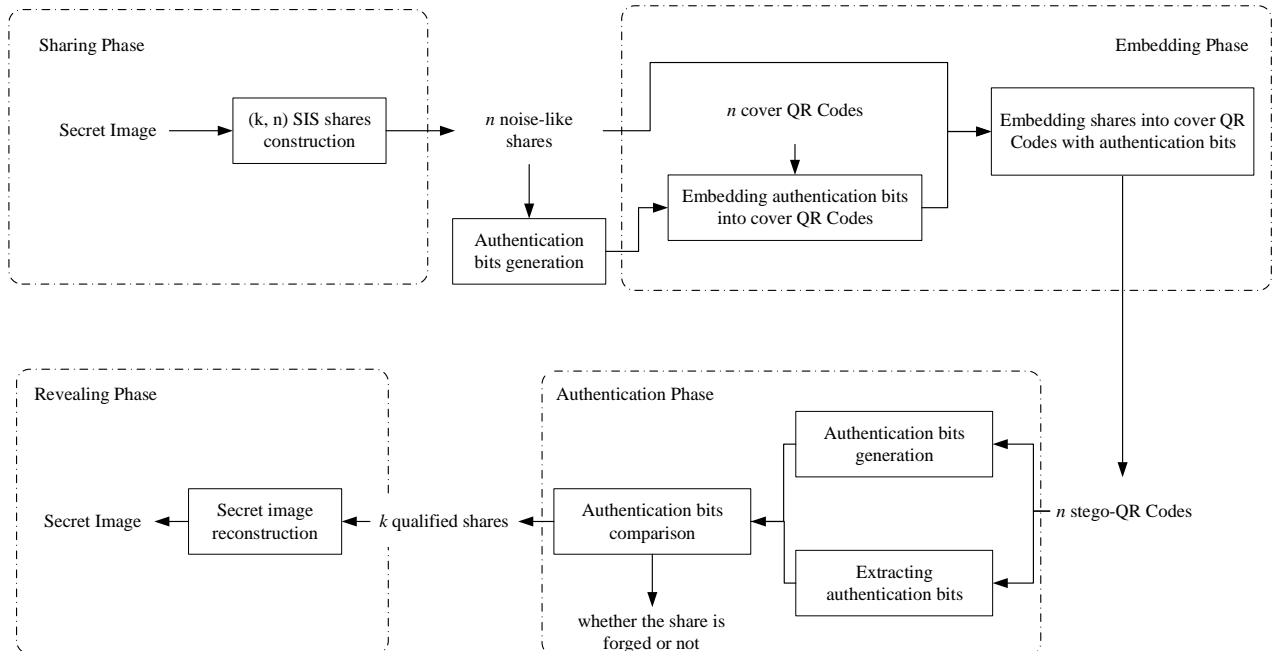 Sharing Phase
Secret Image
(k, n) SIS shares
construction
n noise-like
shares
Authentication
bits generation
Embedding Phase
n cover QR Codes
Embedding authentication bits
into cover QR Codes
Embedding shares into cover QR
Codes with authentication bits
Revealing Phase
Secret Image
Secret image
reconstruction
k qualified shares
Authentication Phase
Authentication bits
comparison
whether the share is
forged or not
Authentication bits
generation
Extracting
authentication bits
n stego-QR Codes